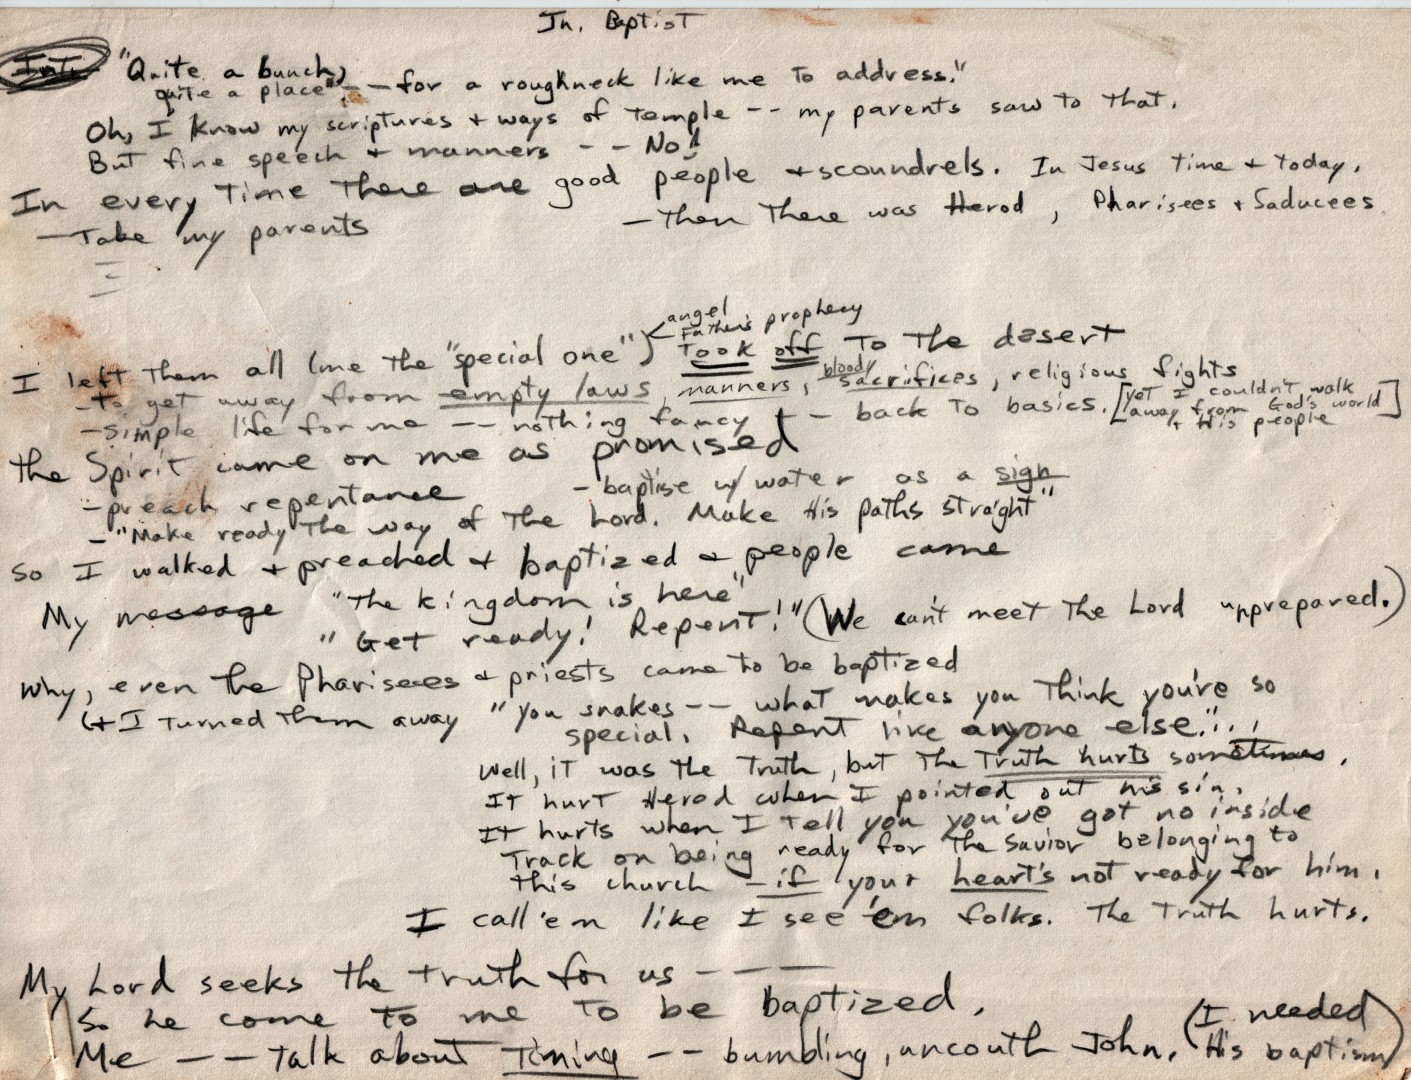 Jn. Baptist
Int. "Quite a bunch,
quite a place" -- for a roughneck like me to address."
Oh, I know my scriptures + ways of temple -- my parents saw to that.
But fine speech + manners -- No!
In every time there are good people + scoundrels. In Jesus time + today.
- Take my parents
- Then there was Herod, Pharisees + Saducees
angel
Father's prophecy
I left them all (me the "special one") Took off to the desert
- to get away from empty laws, manners, bloody sacrifices, religious fights
- simple life for me -- nothing fancy -- back to basics. [yet I couldn't walk
away from God's world
+ His people]
the Spirit came on me as promised
- preach repentance - baptise w/ water as a sign
- "Make ready the way of the Lord. Make His paths straight"
So I walked + preached + baptized + people came
My message "The kingdom is here"
"Get ready! Repent!" (We can't meet the Lord unprepared.)
Why, even the Pharisees + priests came to be baptized
(+ I turned them away "You snakes -- what makes you think you're so
special. Repent like anyone else."...
Well, it was the truth, but the truth hurts sometimes.
It hurt Herod when I pointed out his sin.
It hurts when I tell you you've got no inside
track on being ready for the Savior belonging to
this church - if your heart's not ready for him.
I call 'em like I see 'em folks. The truth hurts.
My Lord seeks the truth for us ----
So he come to me to be baptized.
Me -- talk about timing -- bumbling, uncouth John. (I needed
His baptism)